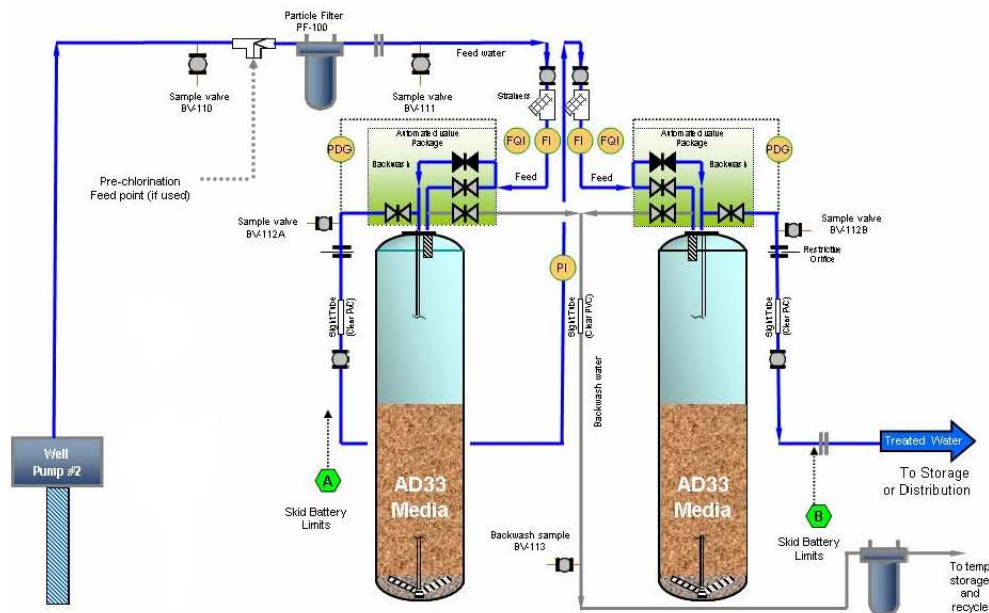 Particle Filter
PF-100
Feed water
Sample valve
BV-110
Sample valve
BV-111
Strainers
Pre-chlorination
Feed point (if used)
PDG
Automated value
Package
Backwash
FQI
FI
FI
FQI
Automated value
Package
Backwash
PDG
Feed
Feed
Sample valve
BV-112A
Sample valve
BV-112B
Restrictive
Orifice
PI
Sight Tube
(Clear PVC)
Sight Tube
(Clear PVC)
Sight Tube
(Clear PVC)
Backwash water
Well
Pump #2
A
Skid Battery
Limits
AD33
Media
AD33
Media
Treated Water
To Storage
or Distribution
B
Skid Battery
Limits
Backwash sample
BV-113
To temp
storage
and
recycle